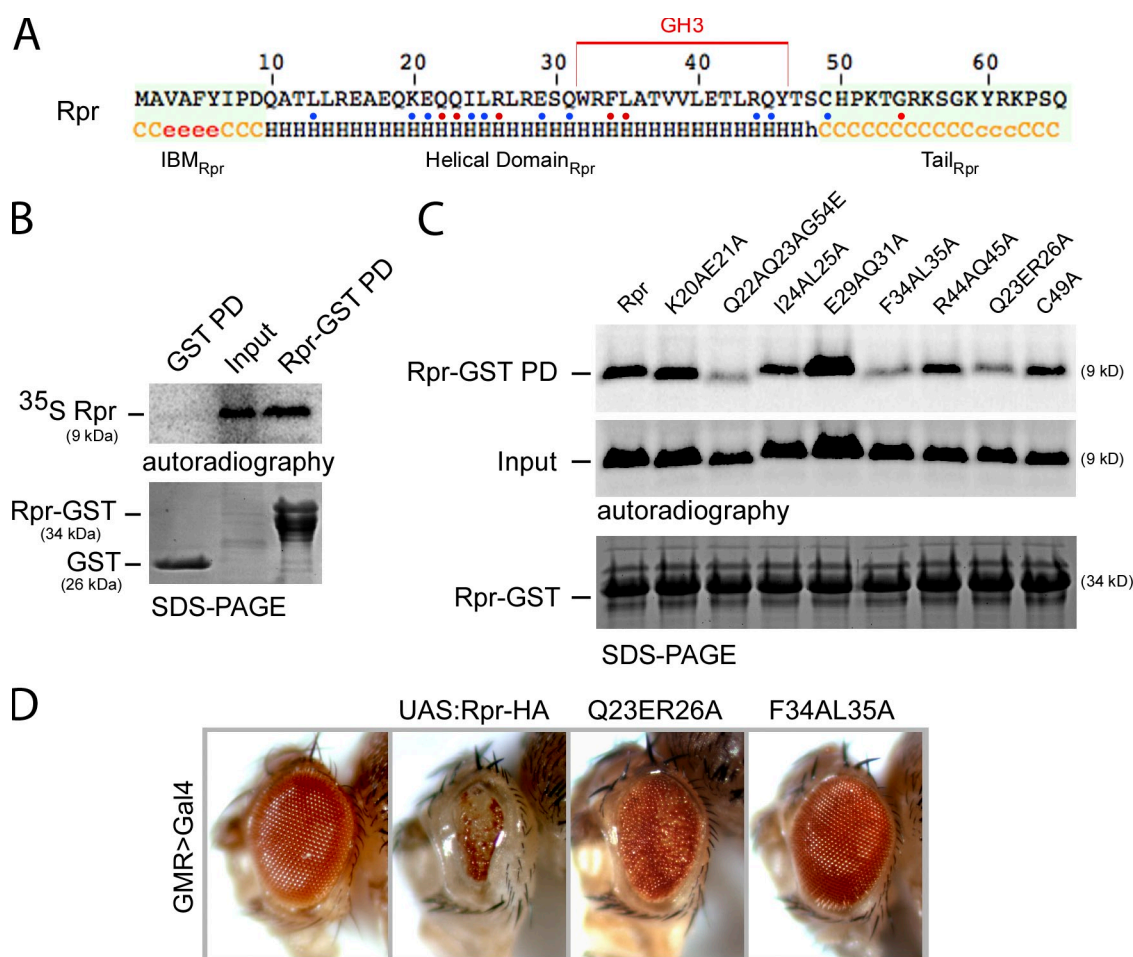 A
GH3
10 20 30 40 50 60
Rpr
MAVAFYIPDQATLLREAEQKEQQILRLRESQWRFLATVVLETLRQYTSCHPKTGRKSGKYRKPSQ
CCeeeeCCCHHHHHHHHHHHHHHHHHHHHHHHHHHHHHHHHHHHHHHHhCCCCCCCCCCCcccCCC
IBMRpr Helical DomainRpr TailRpr
B
GST PD Input Rpr-GST PD
35S Rpr
(9 kDa)
autoradiography
Rpr-GST
(34 kDa)
GST
(26 kDa)
SDS-PAGE
C
Rpr K20AE21A Q22AQ23AG54E I24AL25A E29AQ31A F34AL35A R44AQ45A Q23ER26A C49A
Rpr-GST PD (9 kD)
Input (9 kD)
autoradiography
Rpr-GST (34 kD)
SDS-PAGE
D
UAS:Rpr-HA Q23ER26A F34AL35A
GMR>Gal4